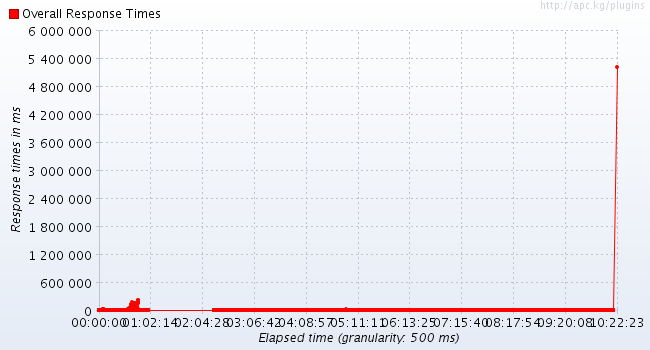 http://apc.kg/plugins
Overall Response Times
6 000 000
5 400 000
4 800 000
4 200 000
3 600 000
3 000 000
2 400 000
1 800 000
1 200 000
600 000
0
Response times in ms
00:00:00 01:02:14 02:04:28 03:06:42 04:08:57 05:11:11 06:13:25 07:15:40 08:17:54 09:20:08 10:22:23
Elapsed time (granularity: 500 ms)